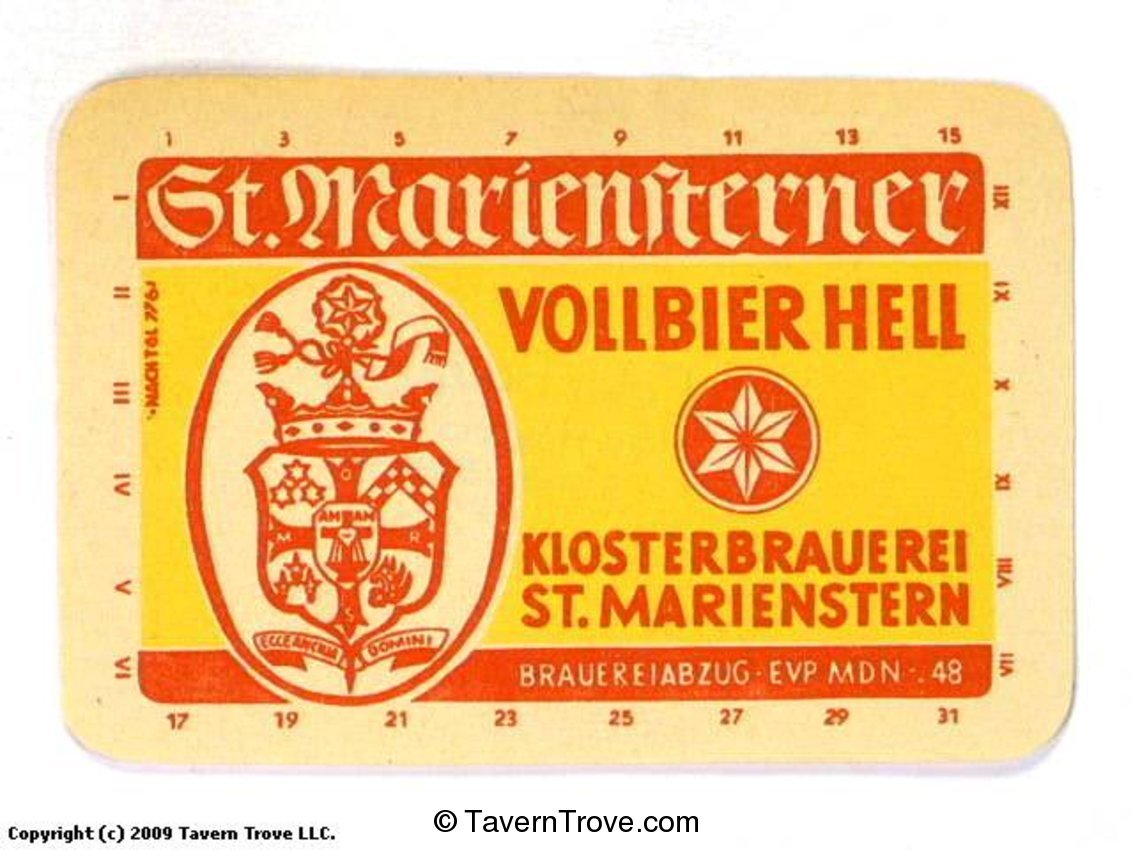 1 3 5 7 9 11 13 15
St. Mariensterner
I II III IV V VI
XII XI X IX VIII VII
VOLLBIER HELL
KLOSTERBRAUEREI
ST. MARIENSTERN
O
AM AM
M R
S
ECCE ANCILLA DOMINI
BRAUEREIABZUG - EVP MDN -.48
17 19 21 23 25 27 29 31
© TavernTrove.com
Copyright (c) 2009 Tavern Trove LLC.